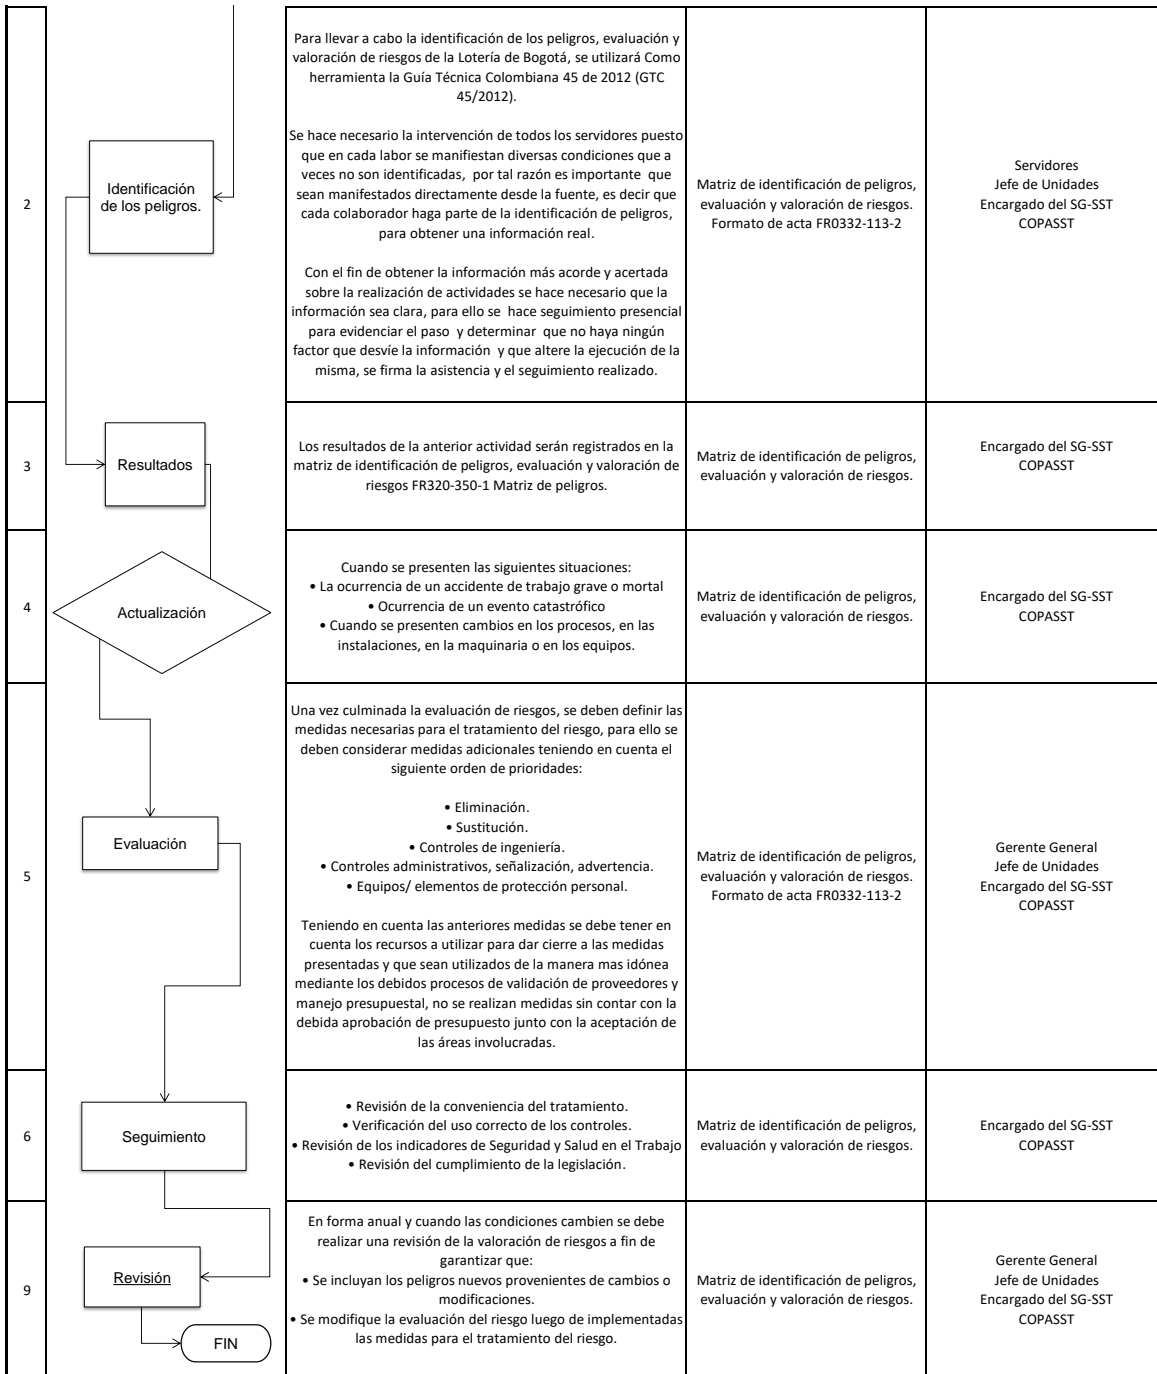 2
Identificación
de los peligros.
Para llevar a cabo la identificación de los peligros, evaluación y
valoración de riesgos de la Lotería de Bogotá, se utilizará Como
herramienta la Guía Técnica Colombiana 45 de 2012 (GTC
45/2012).
Se hace necesario la intervención de todos los servidores puesto
que en cada labor se manifiestan diversas condiciones que a
veces no son identificadas, por tal razón es importante que
sean manifestados directamente desde la fuente, es decir que
cada colaborador haga parte de la identificación de peligros,
para obtener una información real.
Con el fin de obtener la información más acorde y acertada
sobre la realización de actividades se hace necesario que la
información sea clara, para ello se hace seguimiento presencial
para evidenciar el paso y determinar que no haya ningún
factor que desvíe la información y que altere la ejecución de la
misma, se firma la asistencia y el seguimiento realizado.
Matriz de identificación de peligros,
evaluación y valoración de riesgos.
Formato de acta FR0332-113-2
Servidores
Jefe de Unidades
Encargado del SG-SST
COPASST
3
Resultados
Los resultados de la anterior actividad serán registrados en la
matriz de identificación de peligros, evaluación y valoración de
riesgos FR320-350-1 Matriz de peligros.
Matriz de identificación de peligros,
evaluación y valoración de riesgos.
Encargado del SG-SST
COPASST
4
Actualización
Cuando se presenten las siguientes situaciones:
• La ocurrencia de un accidente de trabajo grave o mortal
• Ocurrencia de un evento catastrófico
• Cuando se presenten cambios en los procesos, en las
instalaciones, en la maquinaria o en los equipos.
Matriz de identificación de peligros,
evaluación y valoración de riesgos.
Encargado del SG-SST
COPASST
5
Evaluación
Una vez culminada la evaluación de riesgos, se deben definir las
medidas necesarias para el tratamiento del riesgo, para ello se
deben considerar medidas adicionales teniendo en cuenta el
siguiente orden de prioridades:
• Eliminación.
• Sustitución.
• Controles de ingeniería.
• Controles administrativos, señalización, advertencia.
• Equipos/ elementos de protección personal.
Teniendo en cuenta las anteriores medidas se debe tener en
cuenta los recursos a utilizar para dar cierre a las medidas
presentadas y que sean utilizados de la manera mas idónea
mediante los debidos procesos de validación de proveedores y
manejo presupuestal, no se realizan medidas sin contar con la
debida aprobación de presupuesto junto con la aceptación de
las áreas involucradas.
Matriz de identificación de peligros,
evaluación y valoración de riesgos.
Formato de acta FR0332-113-2
Gerente General
Jefe de Unidades
Encargado del SG-SST
COPASST
6
Seguimiento
• Revisión de la conveniencia del tratamiento.
• Verificación del uso correcto de los controles.
• Revisión de los indicadores de Seguridad y Salud en el Trabajo
• Revisión del cumplimiento de la legislación.
Matriz de identificación de peligros,
evaluación y valoración de riesgos.
Encargado del SG-SST
COPASST
9
Revisión
FIN
En forma anual y cuando las condiciones cambien se debe
realizar una revisión de la valoración de riesgos a fin de
garantizar que:
• Se incluyan los peligros nuevos provenientes de cambios o
modificaciones.
• Se modifique la evaluación del riesgo luego de implementadas
las medidas para el tratamiento del riesgo.
Matriz de identificación de peligros,
evaluación y valoración de riesgos.
Gerente General
Jefe de Unidades
Encargado del SG-SST
COPASST